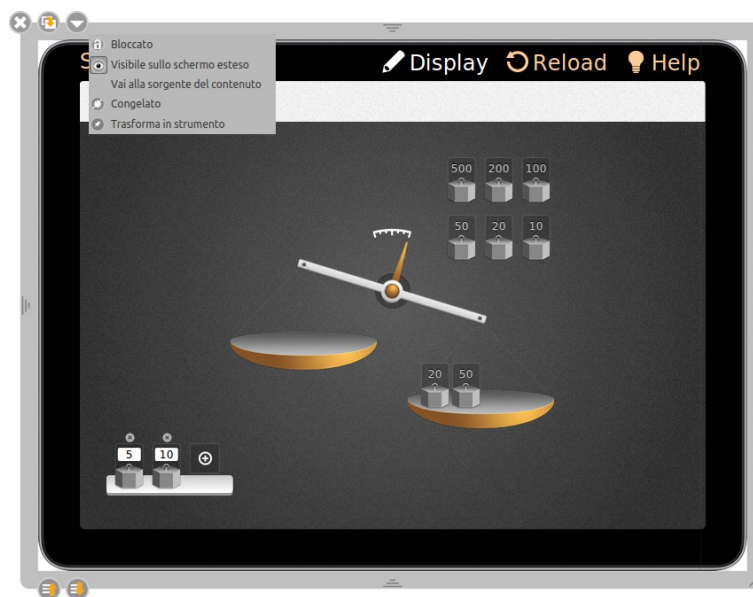 Bloccato
Visibile sullo schermo esteso
Vai alla sorgente del contenuto
Congelato
Trasforma in strumento
Display
Reload
Help
500 200 100
50 20 10
20 50
5 10